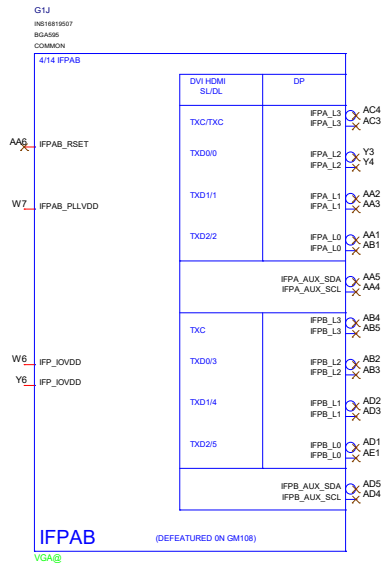 G1J
INS16819507
BGA595
COMMON
4/14 IFPAB
DVI HDMI
SL/DL
DP
TXC/TXC
IFPA_L3 AC4
IFPA_L3 AC3
AA6 IFPAB_RSET
TXD0/0
IFPA_L2 Y3
IFPA_L2 Y4
TXD1/1
IFPA_L1 AA2
IFPA_L1 AA3
W7 IFPAB_PLLVDD
TXD2/2
IFPA_L0 AA1
IFPA_L0 AB1
IFPA_AUX_SDA AA5
IFPA_AUX_SCL AA4
TXC
IFPB_L3 AB4
IFPB_L3 AB5
W6 IFP_IOVDD
TXD0/3
IFPB_L2 AB2
IFPB_L2 AB3
Y6 IFP_IOVDD
TXD1/4
IFPB_L1 AD2
IFPB_L1 AD3
TXD2/5
IFPB_L0 AD1
IFPB_L0 AE1
IFPB_AUX_SDA AD5
IFPB_AUX_SCL AD4
IFPAB
(DEFEATURED 0N GM108)
VGA@